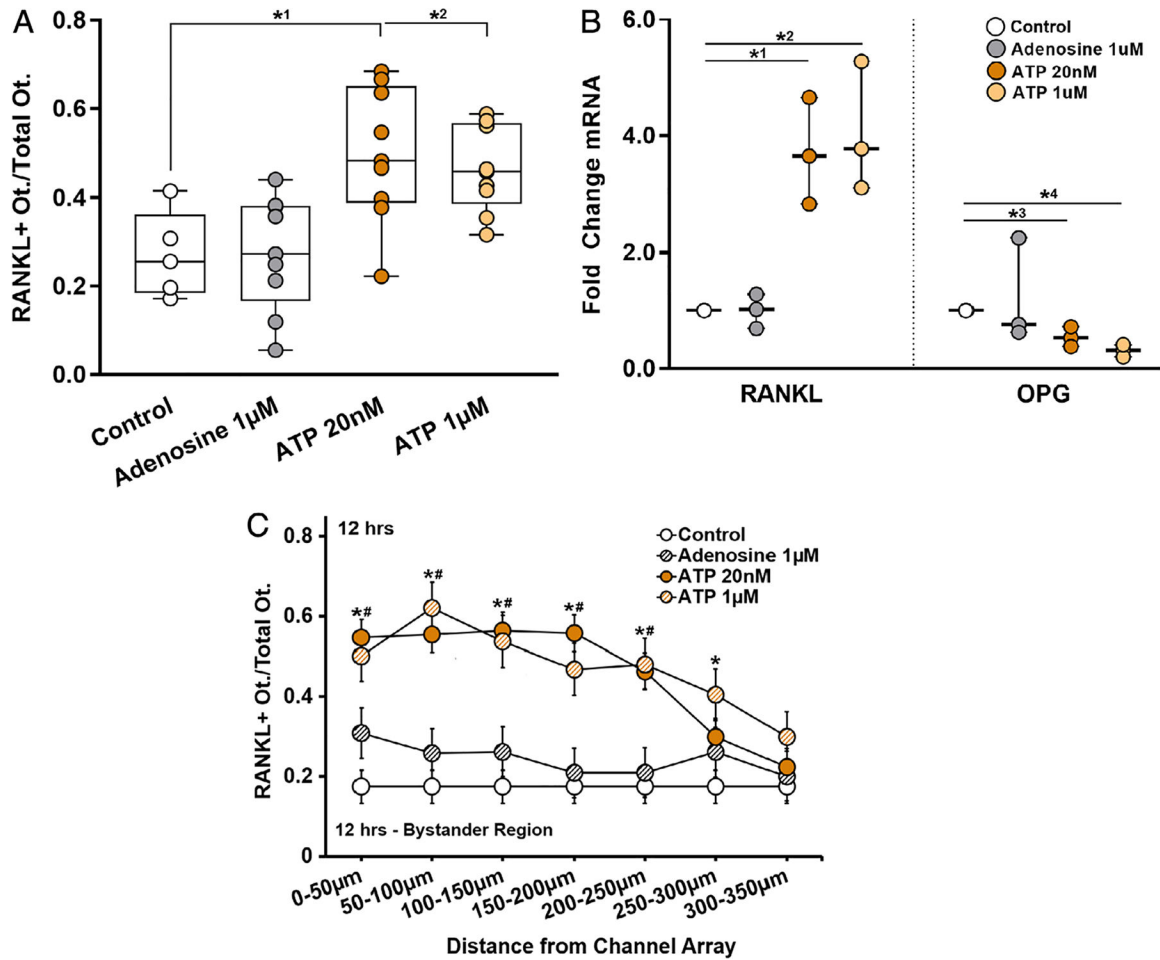 A
RANKL+ Ot./Total Ot.
0.8
0.6
0.4
0.2
0.0
*1
*2
Control
Adenosine 1µM
ATP 20nM
ATP 1µM
B
Fold Change mRNA
6.0
4.0
2.0
0.0
*2
*1
*4
*3
Control
Adenosine 1uM
ATP 20nM
ATP 1uM
RANKL
OPG
C
RANKL+ Ot./Total Ot.
0.8
0.6
0.4
0.2
0
12 hrs
Control
Adenosine 1µM
ATP 20nM
ATP 1µM
*#
*#
*#
*#
*#
*
12 hrs - Bystander Region
0-50µm
50-100µm
100-150µm
150-200µm
200-250µm
250-300µm
300-350µm
Distance from Channel Array